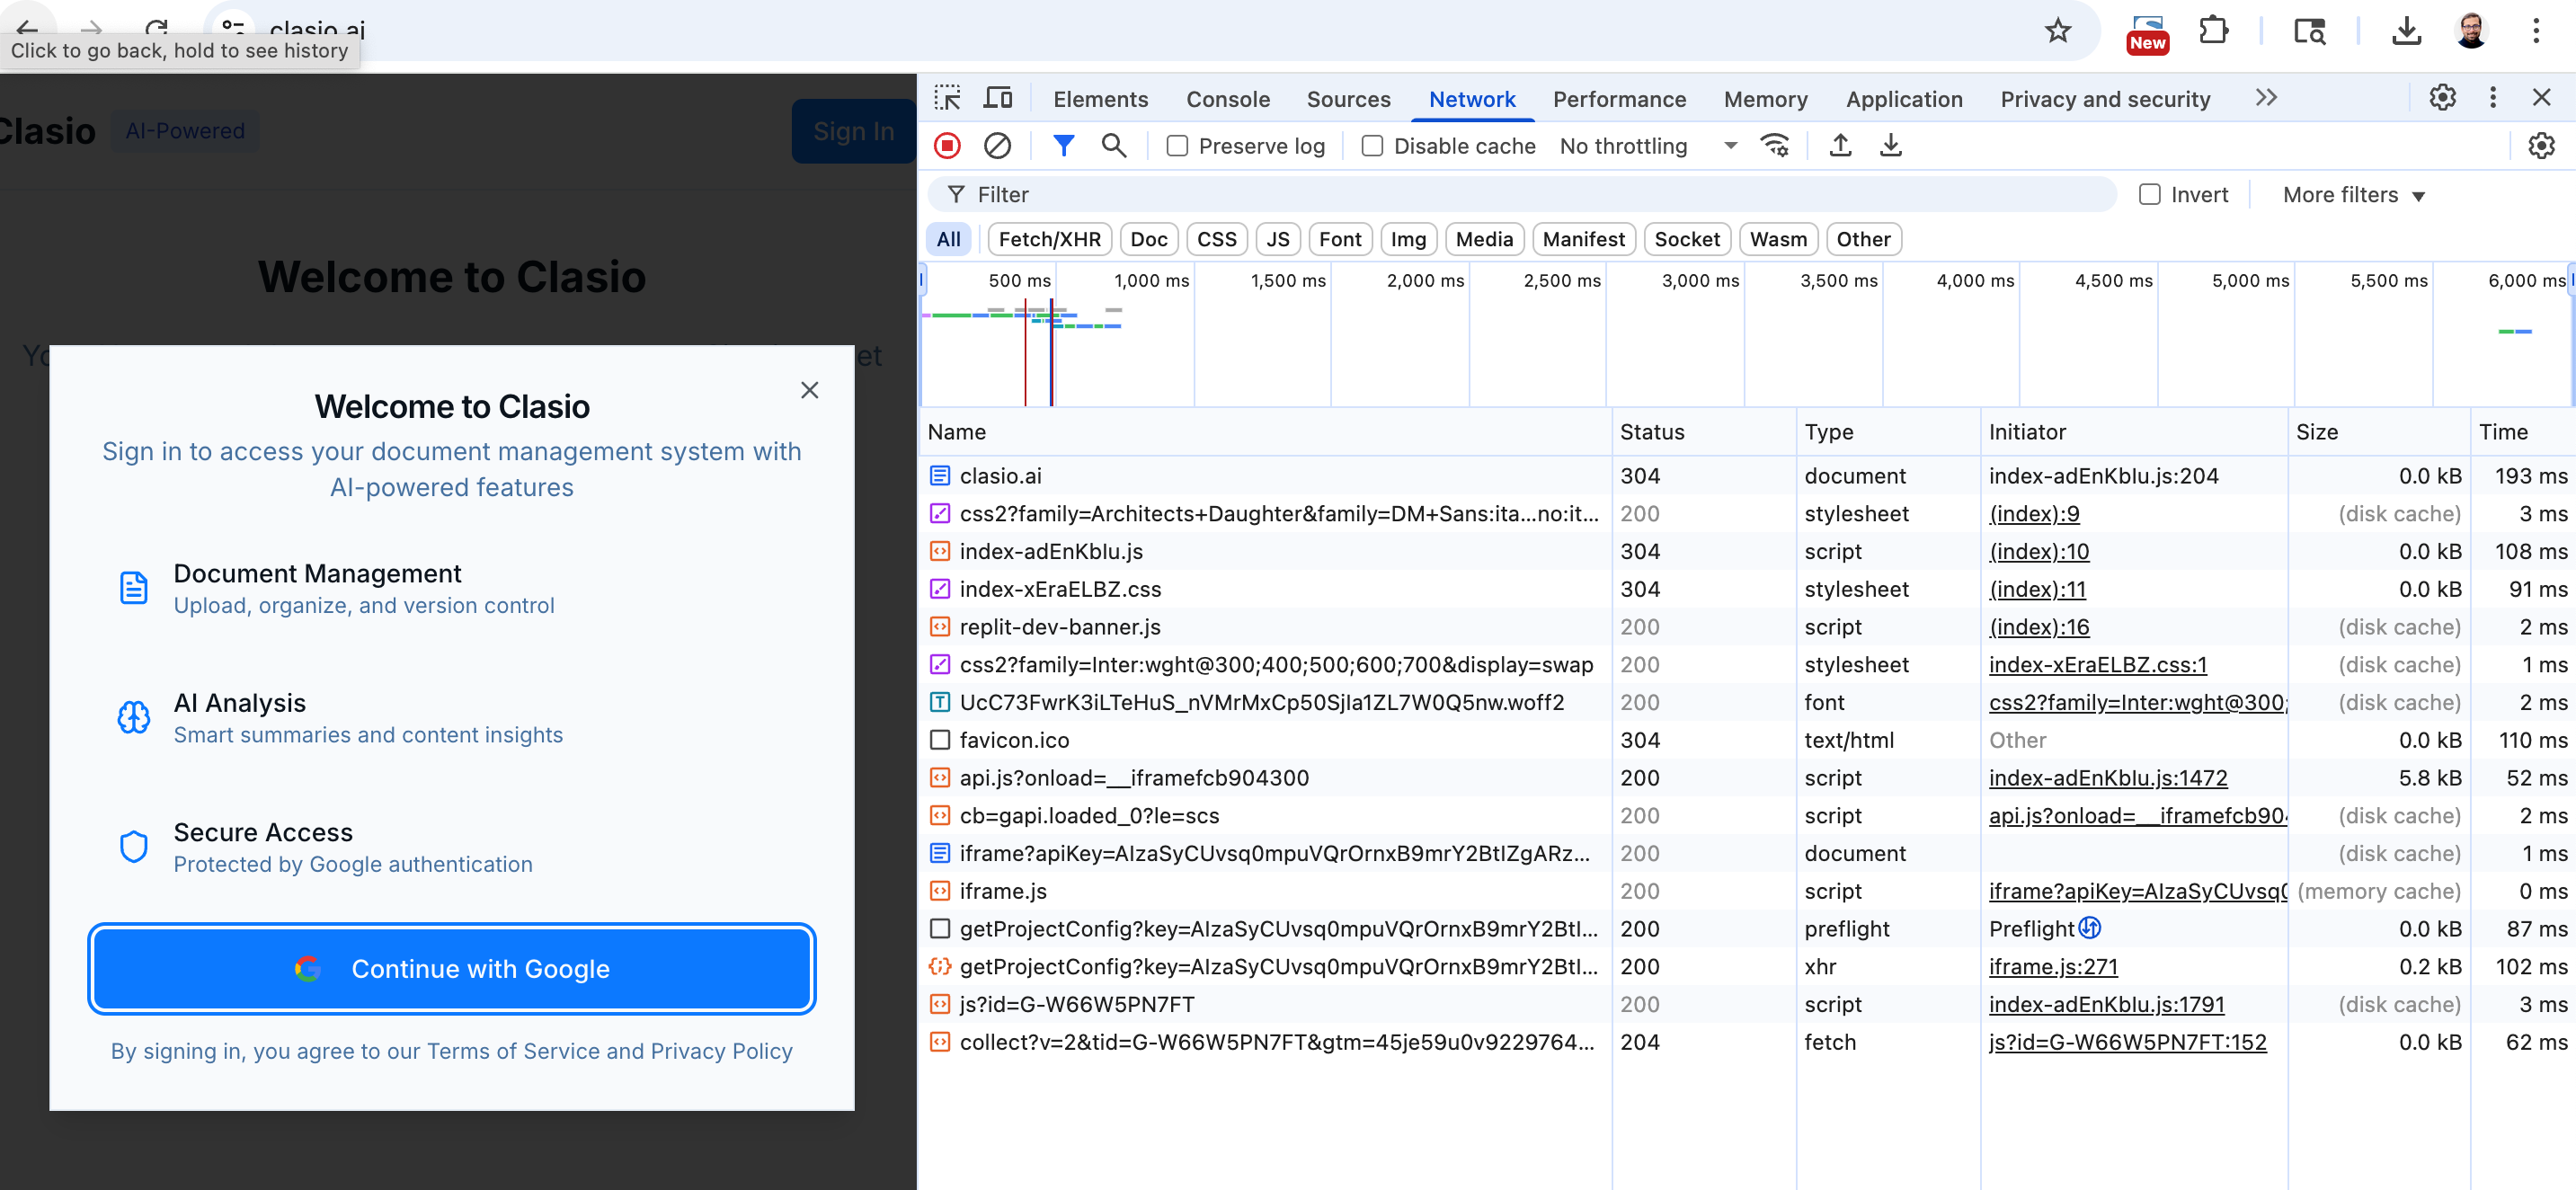 clasio.ai
New
Click to go back, hold to see history
Clasio
AI-Powered
Sign In
Welcome to Clasio
Yo
et
Welcome to Clasio
Sign in to access your document management system with
AI-powered features
Document Management
Upload, organize, and version control
AI Analysis
Smart summaries and content insights
Secure Access
Protected by Google authentication
Continue with Google
By signing in, you agree to our Terms of Service and Privacy Policy
Elements Console Sources Network Performance Memory Application Privacy and security
Preserve log Disable cache No throttling
Filter Invert More filters
All Fetch/XHR Doc CSS JS Font Img Media Manifest Socket Wasm Other
500 ms 1,000 ms 1,500 ms 2,000 ms 2,500 ms 3,000 ms 3,500 ms 4,000 ms 4,500 ms 5,000 ms 5,500 ms 6,000 ms
Name Status Type Initiator Size Time
clasio.ai 304 document index-adEnKblu.js:204 0.0 kB 193 ms
css2?family=Architects+Daughter&family=DM+Sans:ita...no:it... 200 stylesheet (index):9 (disk cache) 3 ms
index-adEnKblu.js 304 script (index):10 0.0 kB 108 ms
index-xEraELBZ.css 304 stylesheet (index):11 0.0 kB 91 ms
replit-dev-banner.js 200 script (index):16 (disk cache) 2 ms
css2?family=Inter:wght@300;400;500;600;700&display=swap 200 stylesheet index-xEraELBZ.css:1 (disk cache) 1 ms
UcC73FwrK3iLTeHuS_nVMrMxCp50SjIa1ZL7W0Q5nw.woff2 200 font css2?family=Inter:wght@300; (disk cache) 2 ms
favicon.ico 304 text/html Other 0.0 kB 110 ms
api.js?onload=__iframefcb904300 200 script index-adEnKblu.js:1472 5.8 kB 52 ms
cb=gapi.loaded_0?le=scs 200 script api.js?onload=__iframefcb904 (disk cache) 2 ms
iframe?apiKey=AIzaSyCUvsq0mpuVQrOrnxB9mrY2BtIZgARz... 200 document (disk cache) 1 ms
iframe.js 200 script iframe?apiKey=AIzaSyCUvsq0 (memory cache) 0 ms
getProjectConfig?key=AIzaSyCUvsq0mpuVQrOrnxB9mrY2BtI... 200 preflight Preflight 0.0 kB 87 ms
getProjectConfig?key=AIzaSyCUvsq0mpuVQrOrnxB9mrY2BtI... 200 xhr iframe.js:271 0.2 kB 102 ms
js?id=G-W66W5PN7FT 200 script index-adEnKblu.js:1791 (disk cache) 3 ms
collect?v=2&tid=G-W66W5PN7FT&gtm=45je59u0v9229764... 204 fetch js?id=G-W66W5PN7FT:152 0.0 kB 62 ms